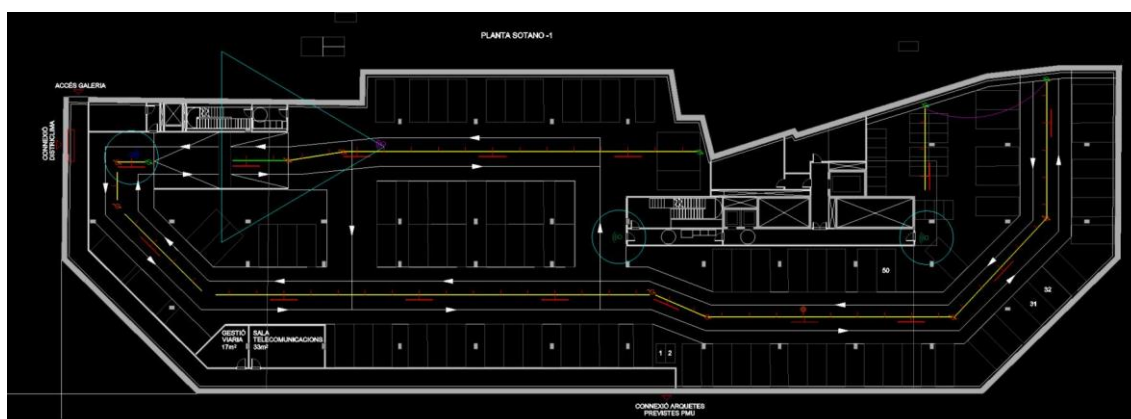 PLANTA SOTANO -1
ACCÉS GALERIA
CONNEXIÓ
DISTRICLIMA
50
52
31
GESTIÓ
VIARIA
17m²
SALA
TELECOMUNICACIONS
33m²
1 2
CONNEXIÓ ARQUETES
PREVISTES PMU